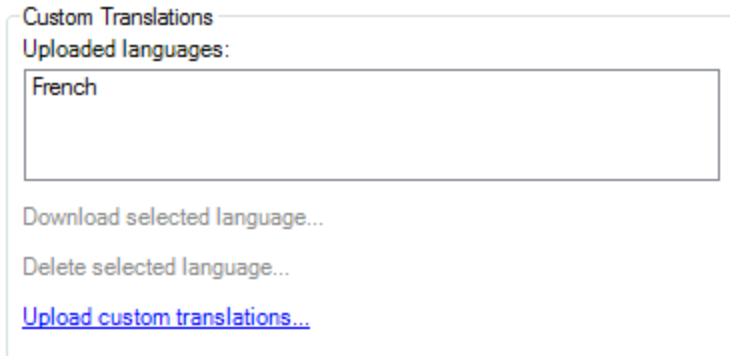 Custom Translations
Uploaded languages:
French
Download selected language...
Delete selected language...
Upload custom translations...